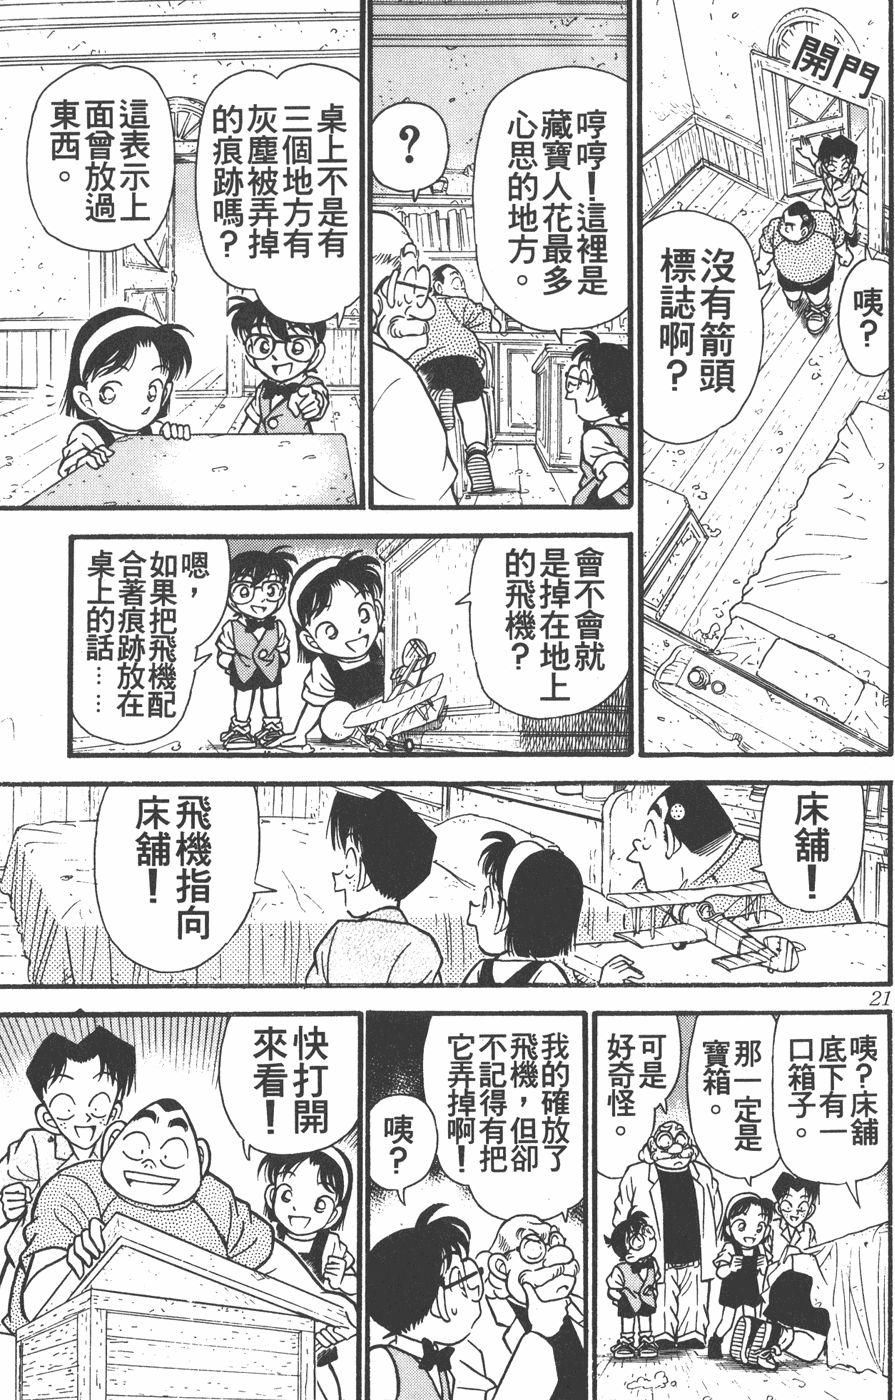 開門
咦?
沒有箭頭
標誌啊?
哼哼!這裡是
藏寶人花最多
心思的地方。
?
桌上不是有
三個地方有
灰塵被弄掉
的痕跡嗎?
這表示上
面曾放過
東西。
會不會就
是掉在地上
的飛機?
嗯,
如果把飛機配
合著痕跡放在
桌上的話……
床舖!
飛機指向
床舖!
21
咦?床舖
底下有一
口箱子。
那一定是
寶箱。
可是
好奇怪。
我的確放了
飛機,但卻
不記得有把
它弄掉啊!
咦?
快打開
來看!